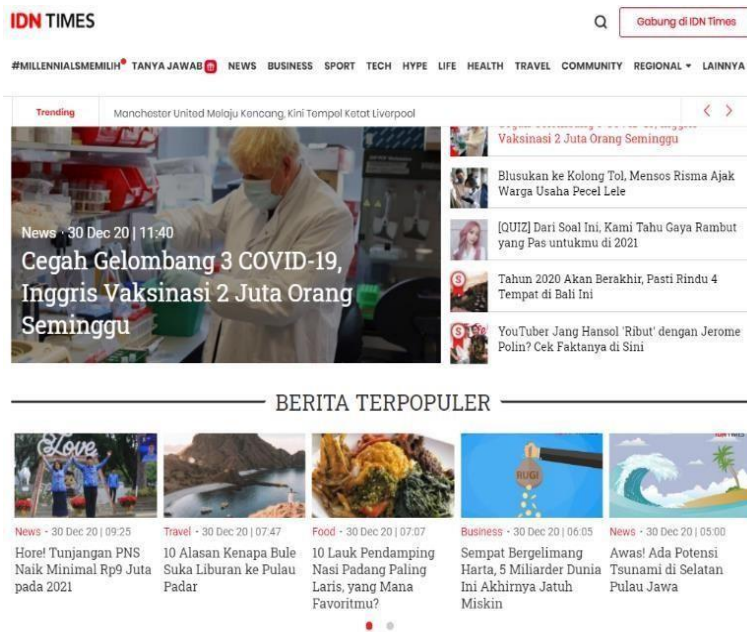 IDN TIMES
Gabung di IDN Times
#MILLENNIALSMEMILIH TANYA JAWAB NEWS BUSINESS SPORT TECH HYPE LIFE HEALTH TRAVEL COMMUNITY REGIONAL LAINNYA
Trending
Manchester United Melaju Kencang, Kini Tempel Ketat Liverpool
News · 30 Dec 20 | 11:40
Cegah Gelombang 3 COVID-19,
Inggris Vaksinasi 2 Juta Orang
Seminggu
Vaksinasi 2 Juta Orang Seminggu
Blusukan ke Kolong Tol, Mensos Risma Ajak
Warga Usaha Pecel Lele
[QUIZ] Dari Soal Ini, Kami Tahu Gaya Rambut
yang Pas untukmu di 2021
Tahun 2020 Akan Berakhir, Pasti Rindu 4
Tempat di Bali Ini
YouTuber Jang Hansol 'Ribut' dengan Jerome
Polin? Cek Faktanya di Sini
BERITA TERPOPULER
Love
News · 30 Dec 20 | 09:25
Hore! Tunjangan PNS
Naik Minimal Rp9 Juta
pada 2021
Travel · 30 Dec 20 | 07:47
10 Alasan Kenapa Bule
Suka Liburan ke Pulau
Padar
Food · 30 Dec 20 | 07:07
10 Lauk Pendamping
Nasi Padang Paling
Laris, yang Mana
Favoritmu?
RUGI
Business · 30 Dec 20 | 06:05
Sempat Bergelimang
Harta, 5 Miliarder Dunia
Ini Akhirnya Jatuh
Miskin
News · 30 Dec 20 | 05:00
Awas! Ada Potensi
Tsunami di Selatan
Pulau Jawa